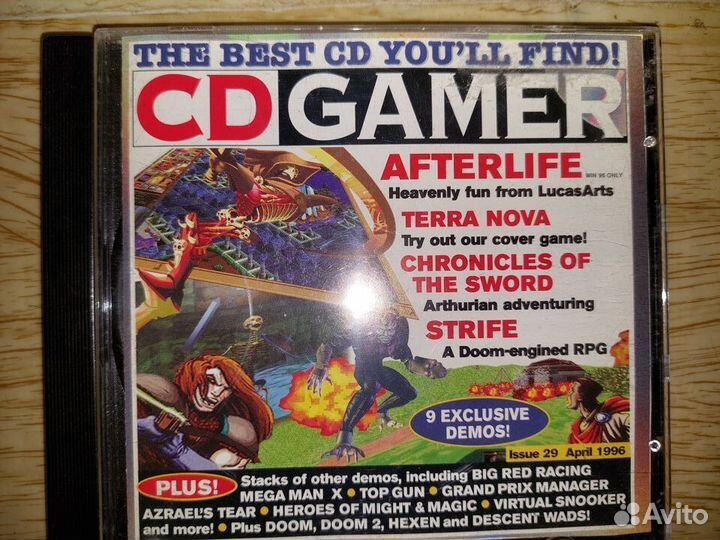 THE BEST CD YOU'LL FIND!
CD GAMER
AFTERLIFE WIN 95 ONLY
Heavenly fun from LucasArts
TERRA NOVA
Try out our cover game!
CHRONICLES OF
THE SWORD
Arthurian adventuring
STRIFE
A Doom-engined RPG
9 EXCLUSIVE
DEMOS!
Issue 29 April 1996
PLUS! Stacks of other demos, including BIG RED RACING
MEGA MAN X • TOP GUN • GRAND PRIX MANAGER
AZRAEL'S TEAR • HEROES OF MIGHT & MAGIC • VIRTUAL SNOOKER
and more! • Plus DOOM, DOOM 2, HEXEN and DESCENT WADS!
Avito